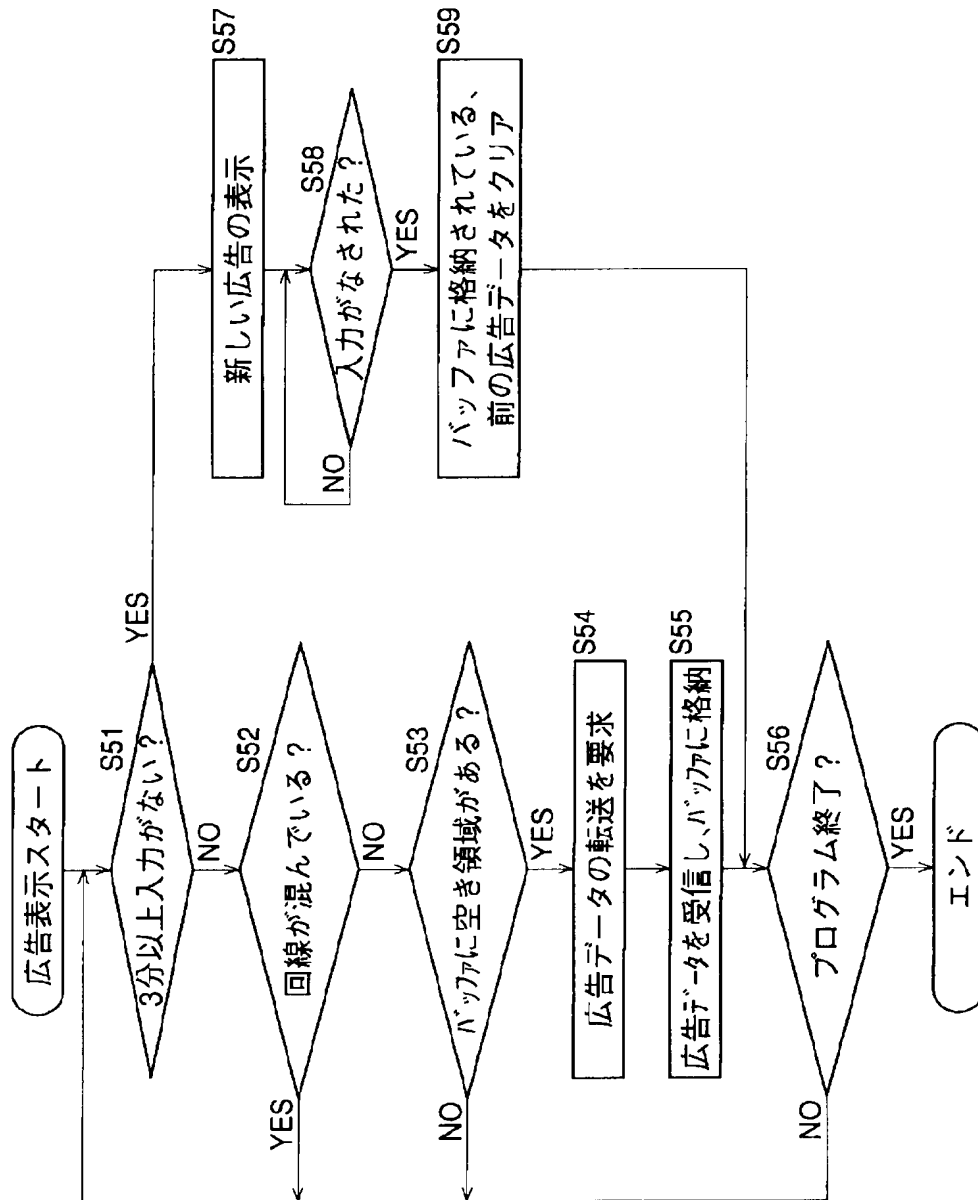 広告表示スタート
S51
3分以上入力がない?
YES
NO
S52
回線が混んでいる?
YES
NO
S53
バッファに空き領域がある?
NO
YES
S54
広告データの転送を要求
S55
広告データを受信し、バッファに格納
S56
プログラム終了?
NO
YES
エンド
S57
新しい広告の表示
S58
入力がなされた?
NO
YES
S59
バッファに格納されている、
前の広告データをクリア